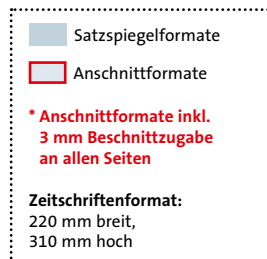 Satzspiegelformate
Anschnittformate
* Anschnittformate inkl.
3 mm Beschnittzugabe
an allen Seiten
Zeitschriftenformat:
220 mm breit,
310 mm hoch